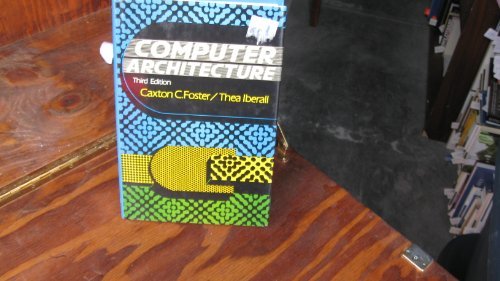 COMPUTER
ARCHITECTURE
Third Edition
Caxton C.Foster/Thea Iberall